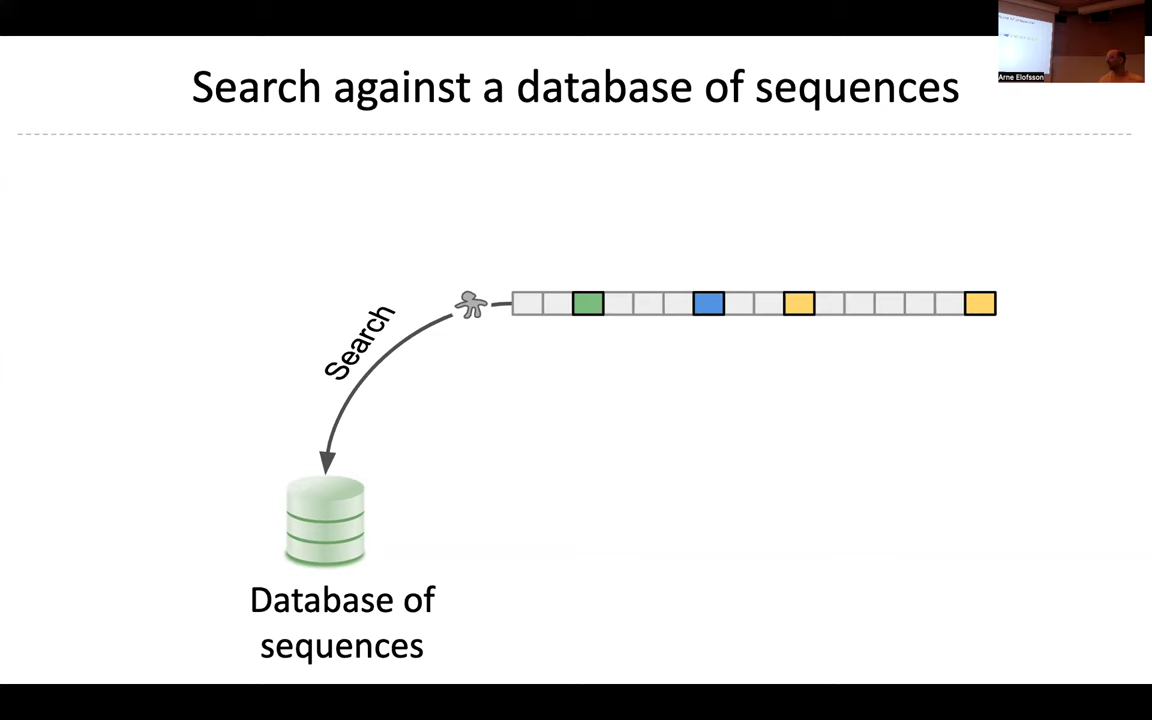 Search against a database of sequences
Arne Elofsson
Search
Database of
sequences